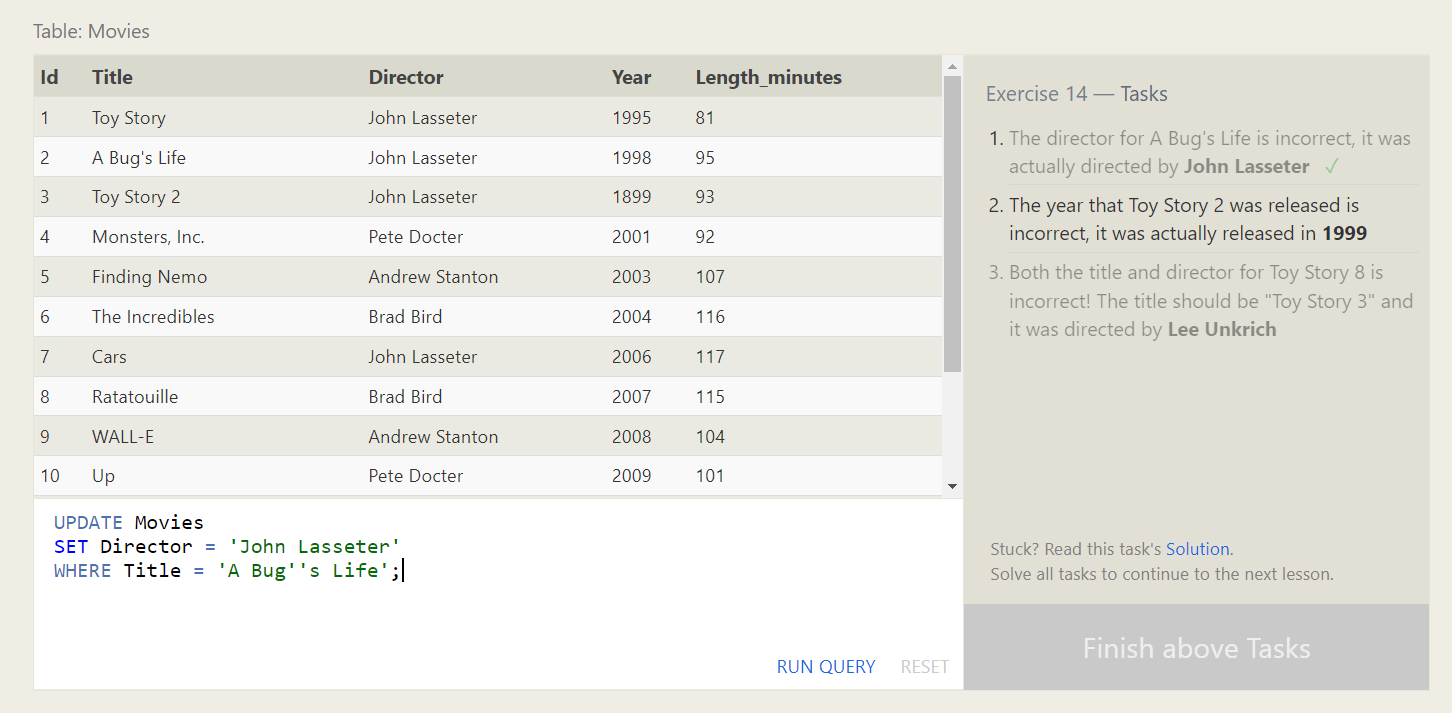 Table: Movies
Id Title Director Year Length_minutes
1 Toy Story John Lasseter 1995 81
2 A Bug's Life John Lasseter 1998 95
3 Toy Story 2 John Lasseter 1899 93
4 Monsters, Inc. Pete Docter 2001 92
5 Finding Nemo Andrew Stanton 2003 107
6 The Incredibles Brad Bird 2004 116
7 Cars John Lasseter 2006 117
8 Ratatouille Brad Bird 2007 115
9 WALL-E Andrew Stanton 2008 104
10 Up Pete Docter 2009 101
UPDATE Movies
SET Director = 'John Lasseter'
WHERE Title = 'A Bug''s Life';
RUN QUERY RESET
Exercise 14 — Tasks
1. The director for A Bug's Life is incorrect, it was
actually directed by John Lasseter ✓
2. The year that Toy Story 2 was released is
incorrect, it was actually released in 1999
3. Both the title and director for Toy Story 8 is
incorrect! The title should be "Toy Story 3" and
it was directed by Lee Unkrich
Stuck? Read this task's Solution.
Solve all tasks to continue to the next lesson.
Finish above Tasks